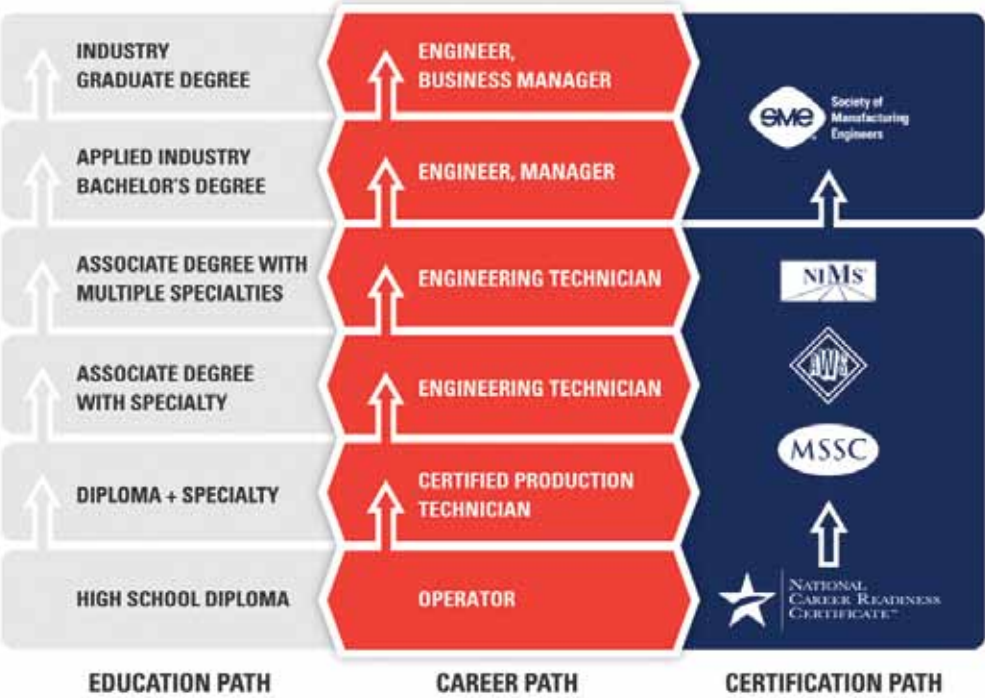 INDUSTRY
GRADUATE DEGREE
ENGINEER,
BUSINESS MANAGER
SME
Society of
Manufacturing
Engineers
APPLIED INDUSTRY
BACHELOR'S DEGREE
ENGINEER, MANAGER
ASSOCIATE DEGREE WITH
MULTIPLE SPECIALTIES
ENGINEERING TECHNICIAN
NIMS
ASSOCIATE DEGREE
WITH SPECIALTY
ENGINEERING TECHNICIAN
AWS
MSSC
DIPLOMA + SPECIALTY
CERTIFIED PRODUCTION
TECHNICIAN
HIGH SCHOOL DIPLOMA
OPERATOR
NATIONAL
CAREER READINESS
CERTIFICATE™
EDUCATION PATH
CAREER PATH
CERTIFICATION PATH